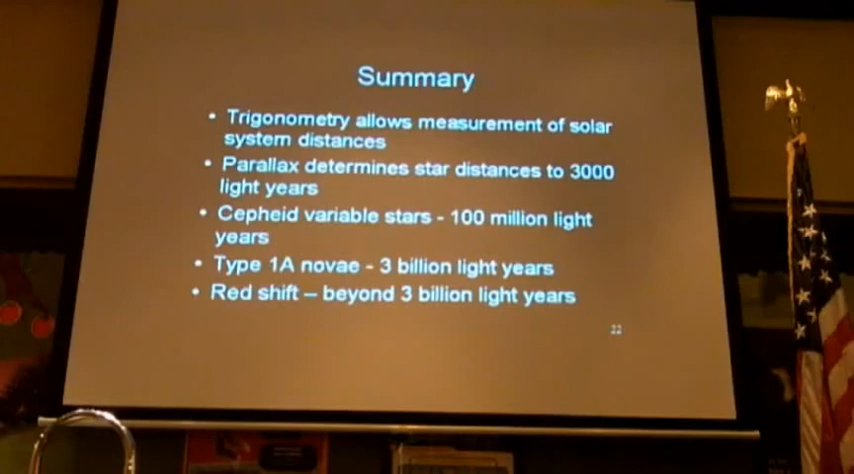 Summary
• Trigonometry allows measurement of solar
system distances
• Parallax determines star distances to 3000
light years
• Cepheid variable stars - 100 million light
years
• Type 1A novae - 3 billion light years
• Red shift – beyond 3 billion light years
22